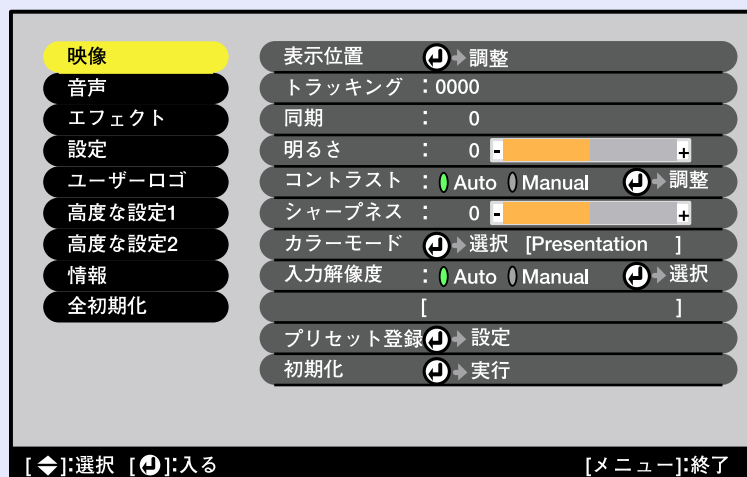 映像
音声
エフェクト
設定
ユーザーロゴ
高度な設定1
高度な設定2
情報
全初期化
表示位置 調整
トラッキング : 0000
同期 : 0
明るさ : 0 - +
コントラスト : Auto Manual 調整
シャープネス : 0 - +
カラーモード 選択 [Presentation ]
入力解像度 : Auto Manual 選択
[ ]
プリセット登録 設定
初期化 実行
[ ]:選択 [ ]:入る [メニュー]:終了